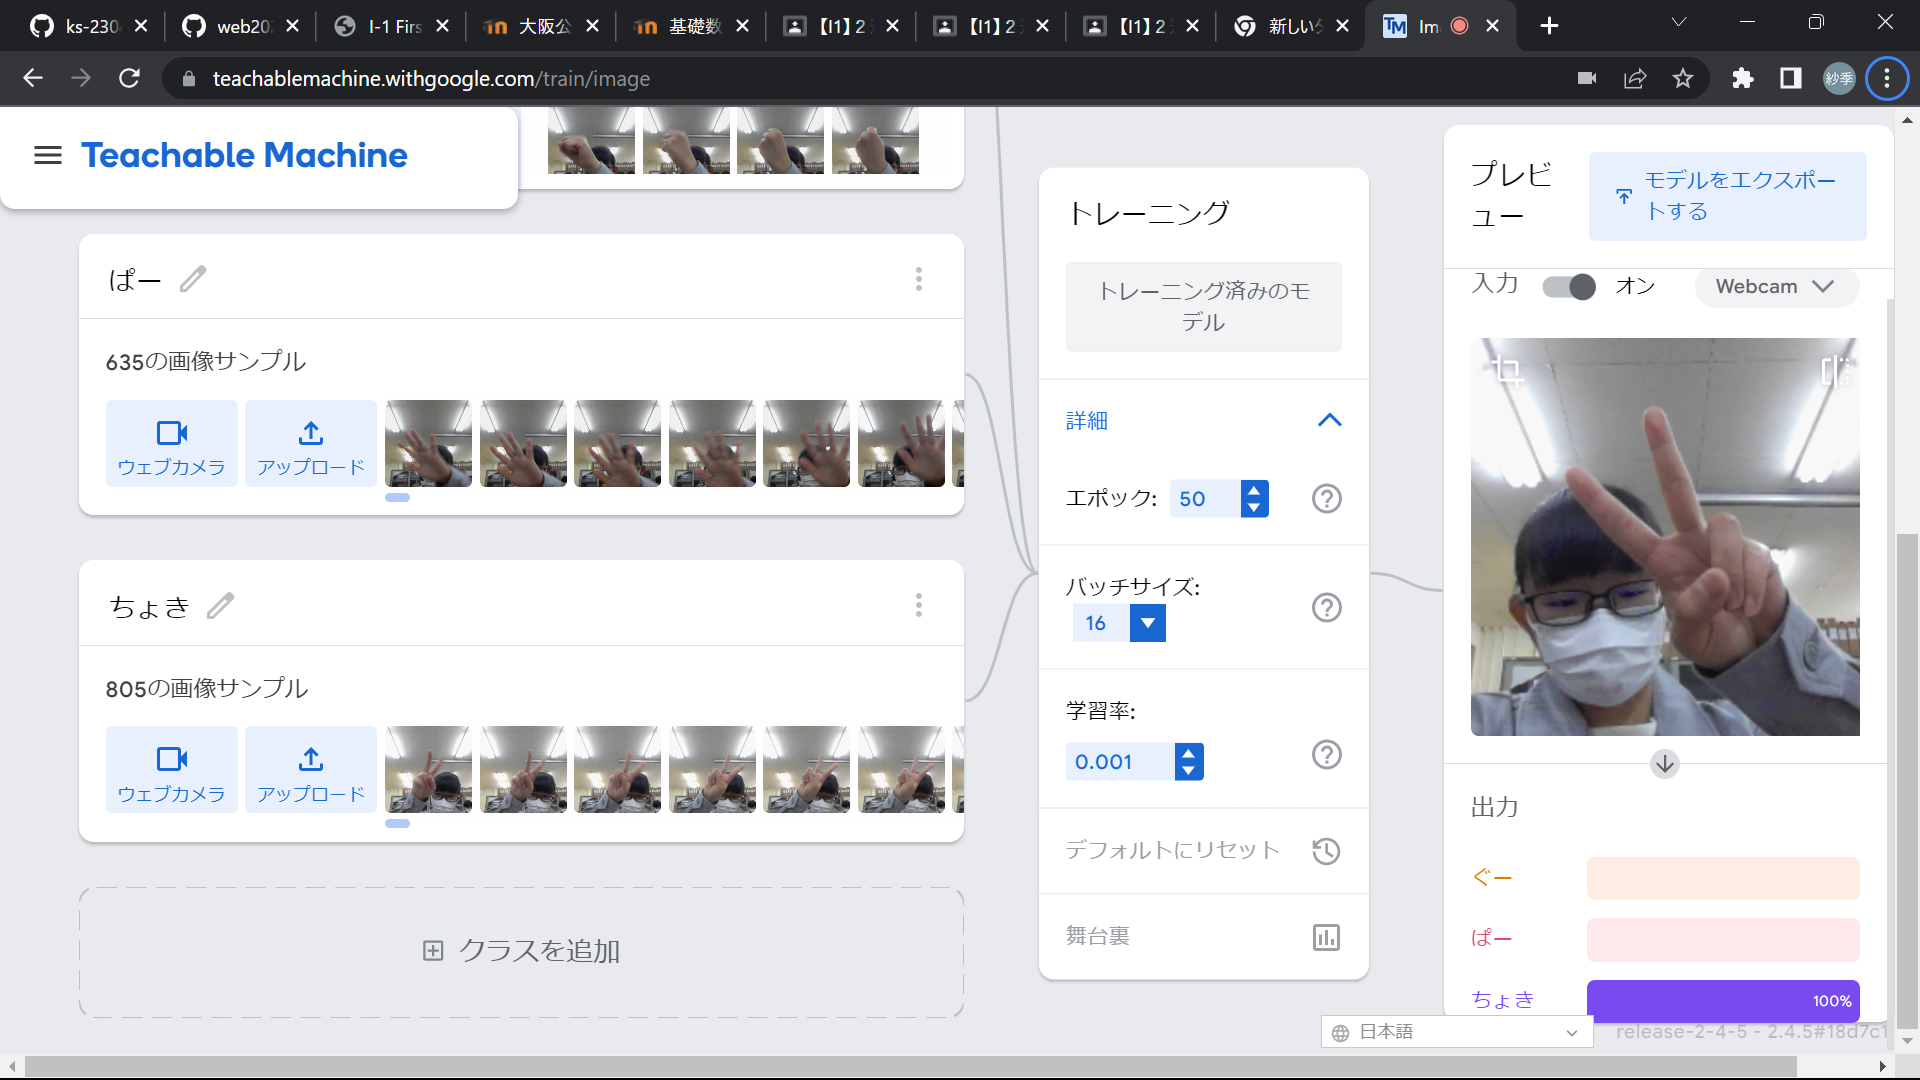 ks-230
web20
I-1 Firs
大阪公
基礎数
【I1】2
【I1】2
【I1】2
新しい
Im
teachablemachine.withgoogle.com/train/image
紗季
Teachable Machine
ぱー
635の画像サンプル
ウェブカメラ
アップロード
ちょき
805の画像サンプル
ウェブカメラ
アップロード
クラスを追加
トレーニング
トレーニング済みのモ
デル
詳細
エポック: 50
バッチサイズ:
16
学習率:
0.001
デフォルトにリセット
舞台裏
プレビ
ュー
モデルをエクスポー
トする
入力 オン Webcam
出力
ぐー
ぱー
ちょき 100%
日本語
release-2-4-5 - 2.4.5#18d7c1